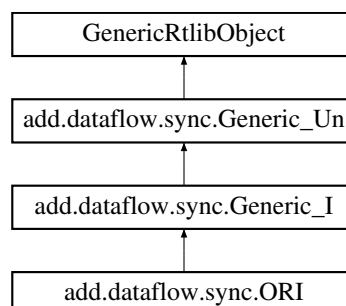 GenericRtlibObject
add.dataflow.sync.Generic_Un
add.dataflow.sync.Generic_I
add.dataflow.sync.ORI